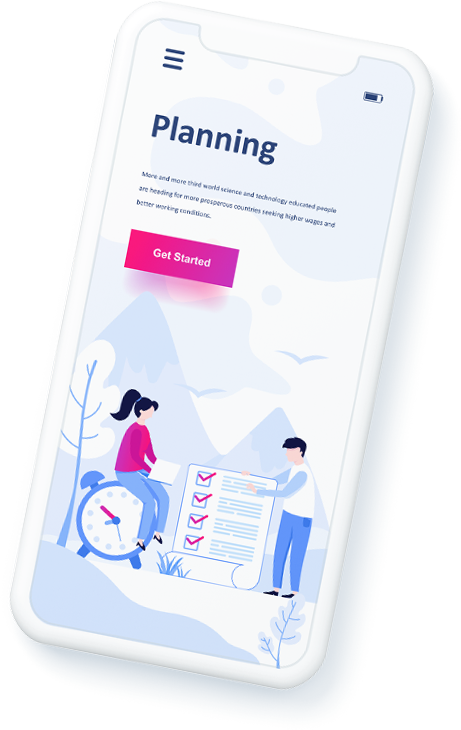 Planning
More and more third world science and technology educated people
are heading for more prosperous countries seeking higher wages and
better working conditions.
Get Started